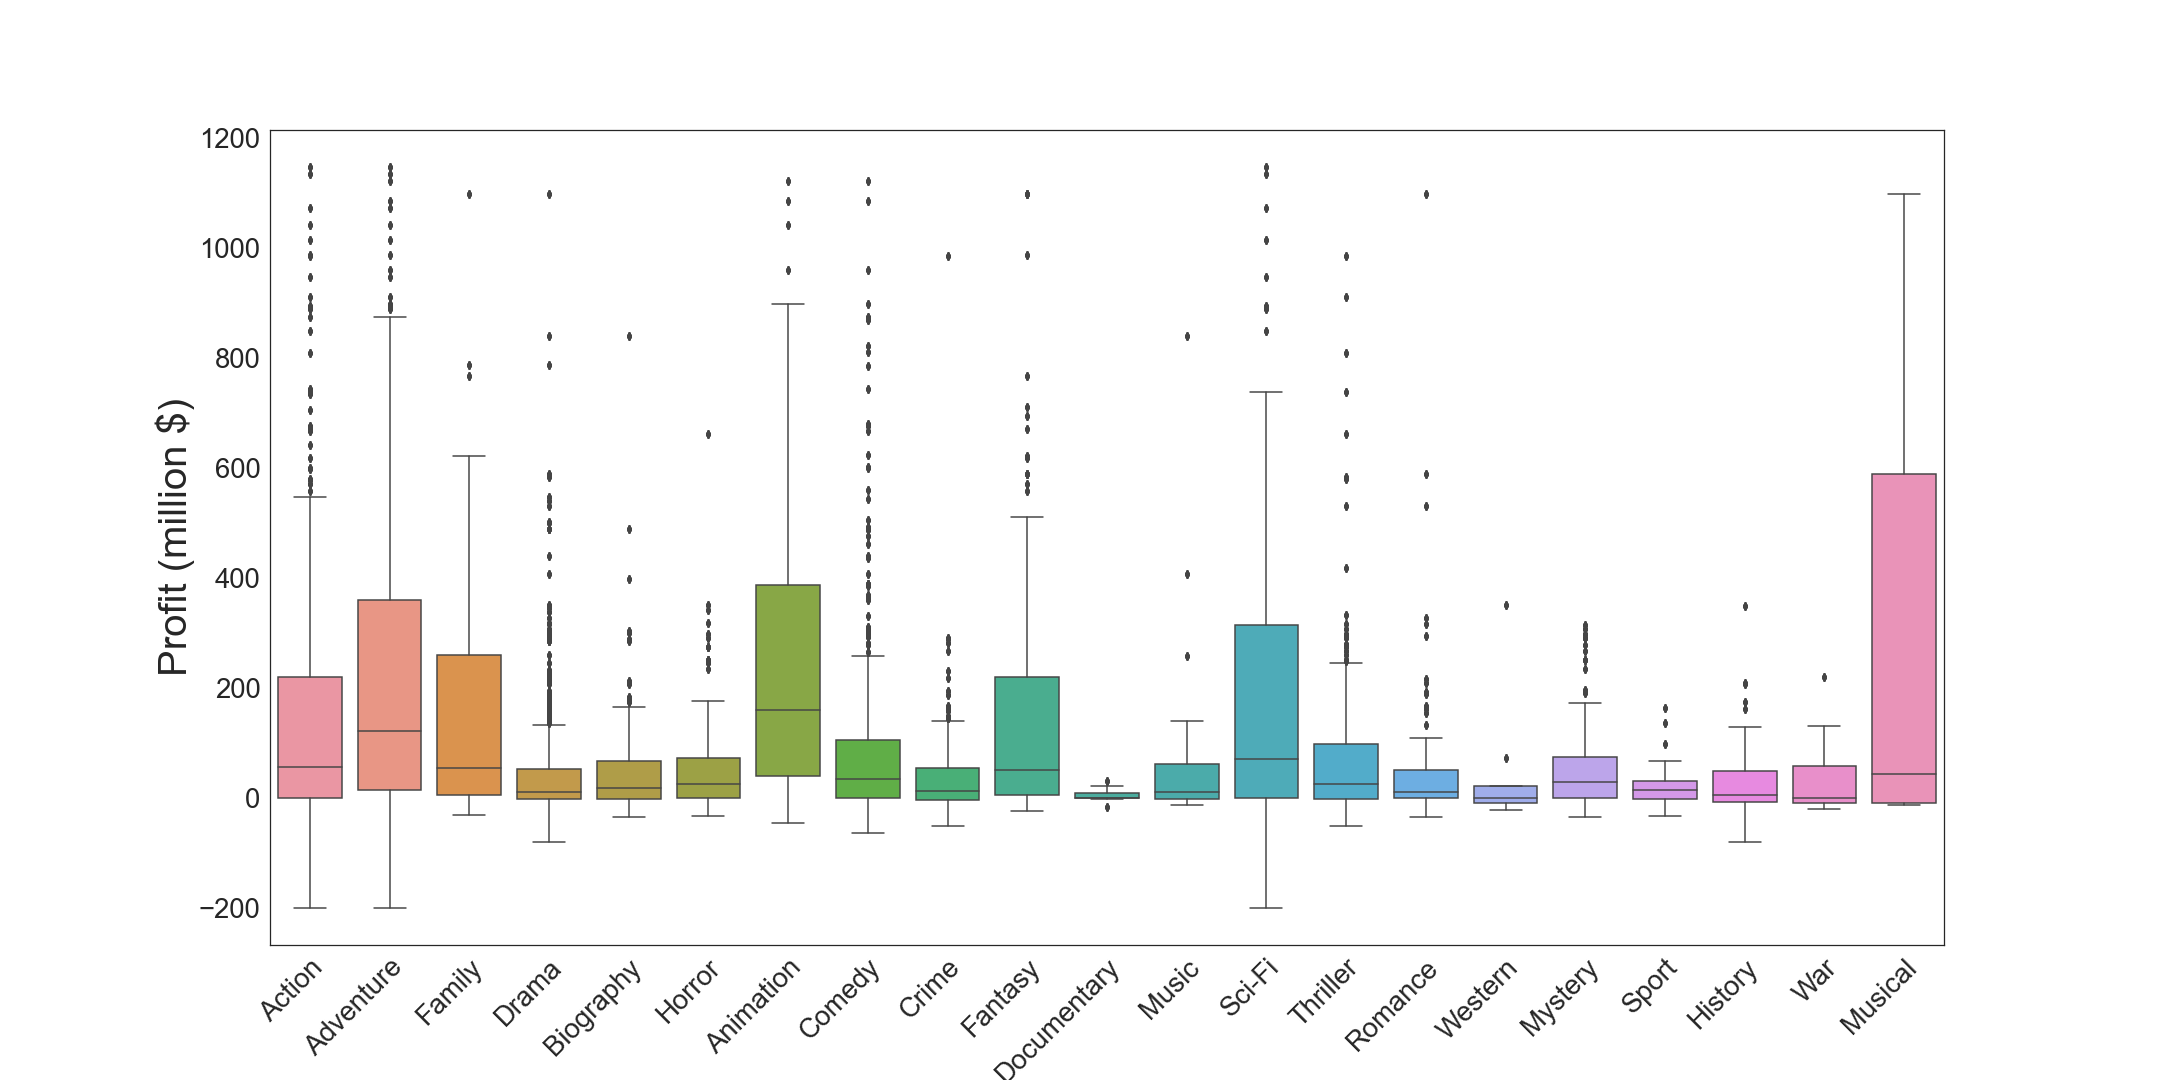 1200
1000
800
600
400
200
0
−200
Profit (million $)
Action
Adventure
Family
Drama
Biography
Horror
Animation
Comedy
Crime
Fantasy
Documentary
Music
Sci-Fi
Thriller
Romance
Western
Mystery
Sport
History
War
Musical